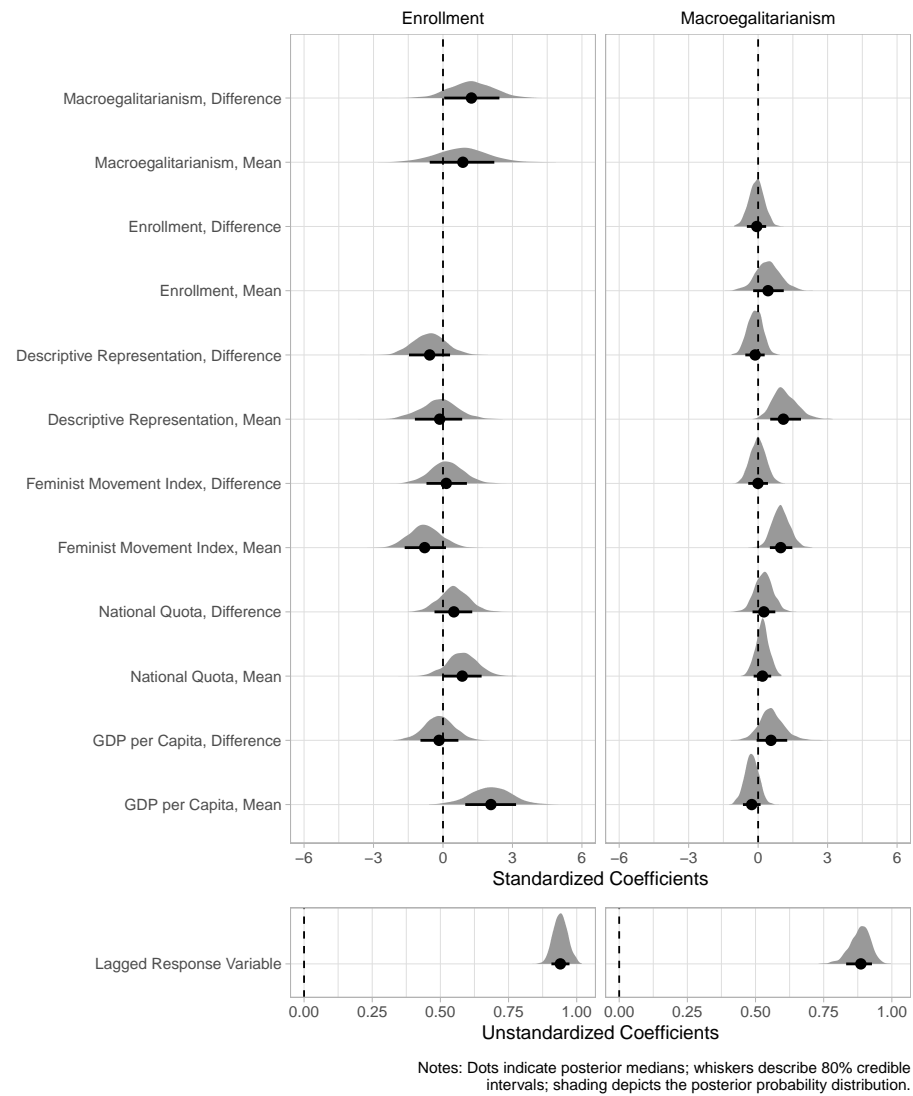 Enrollment
Macroegalitarianism
Macroegalitarianism, Difference
Macroegalitarianism, Mean
Enrollment, Difference
Enrollment, Mean
Descriptive Representation, Difference
Descriptive Representation, Mean
Feminist Movement Index, Difference
Feminist Movement Index, Mean
National Quota, Difference
National Quota, Mean
GDP per Capita, Difference
GDP per Capita, Mean
−6 −3 0 3 6 −6 −3 0 3 6
Standardized Coefficients
Lagged Response Variable
0.00 0.25 0.50 0.75 1.00 0.00 0.25 0.50 0.75 1.00
Unstandardized Coefficients
Notes: Dots indicate posterior medians; whiskers describe 80% credible
intervals; shading depicts the posterior probability distribution.